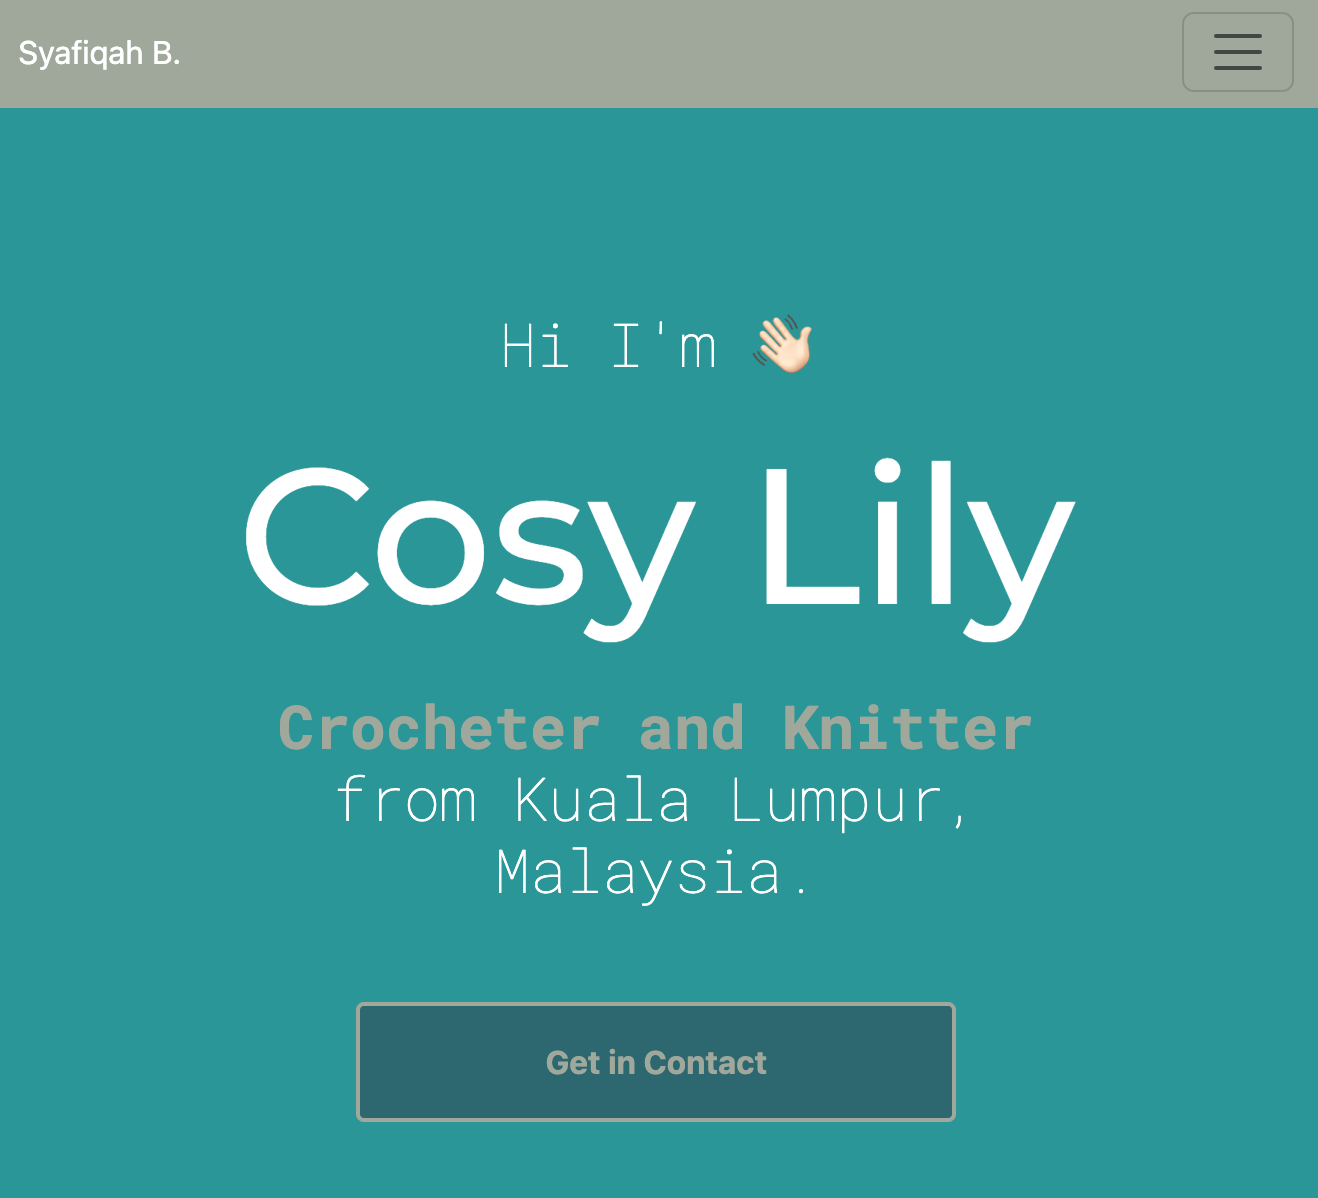 Syafiqah B.
Hi I'm 👋🏻
Cosy Lily
Crocheter and Knitter
from Kuala Lumpur,
Malaysia.
Get in Contact